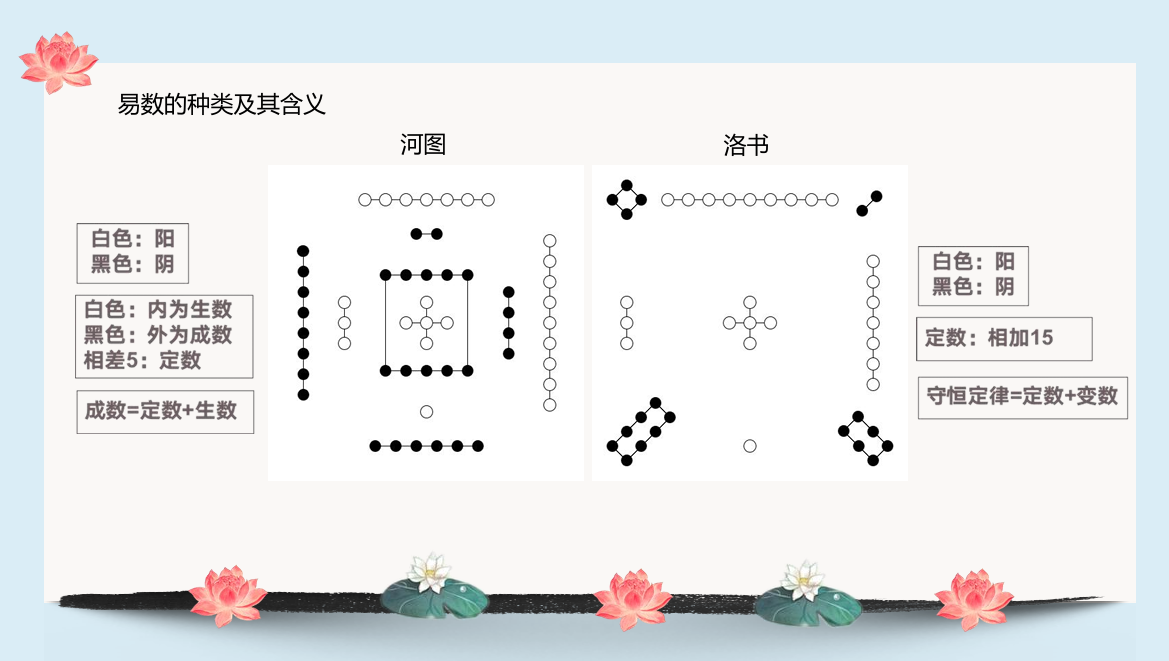 易数的种类及其含义
河图
洛书
白色：阳
黑色：阴
白色：内为生数
黑色：外为成数
相差5：定数
成数=定数+生数
白色：阳
黑色：阴
定数：相加15
守恒定律=定数+变数